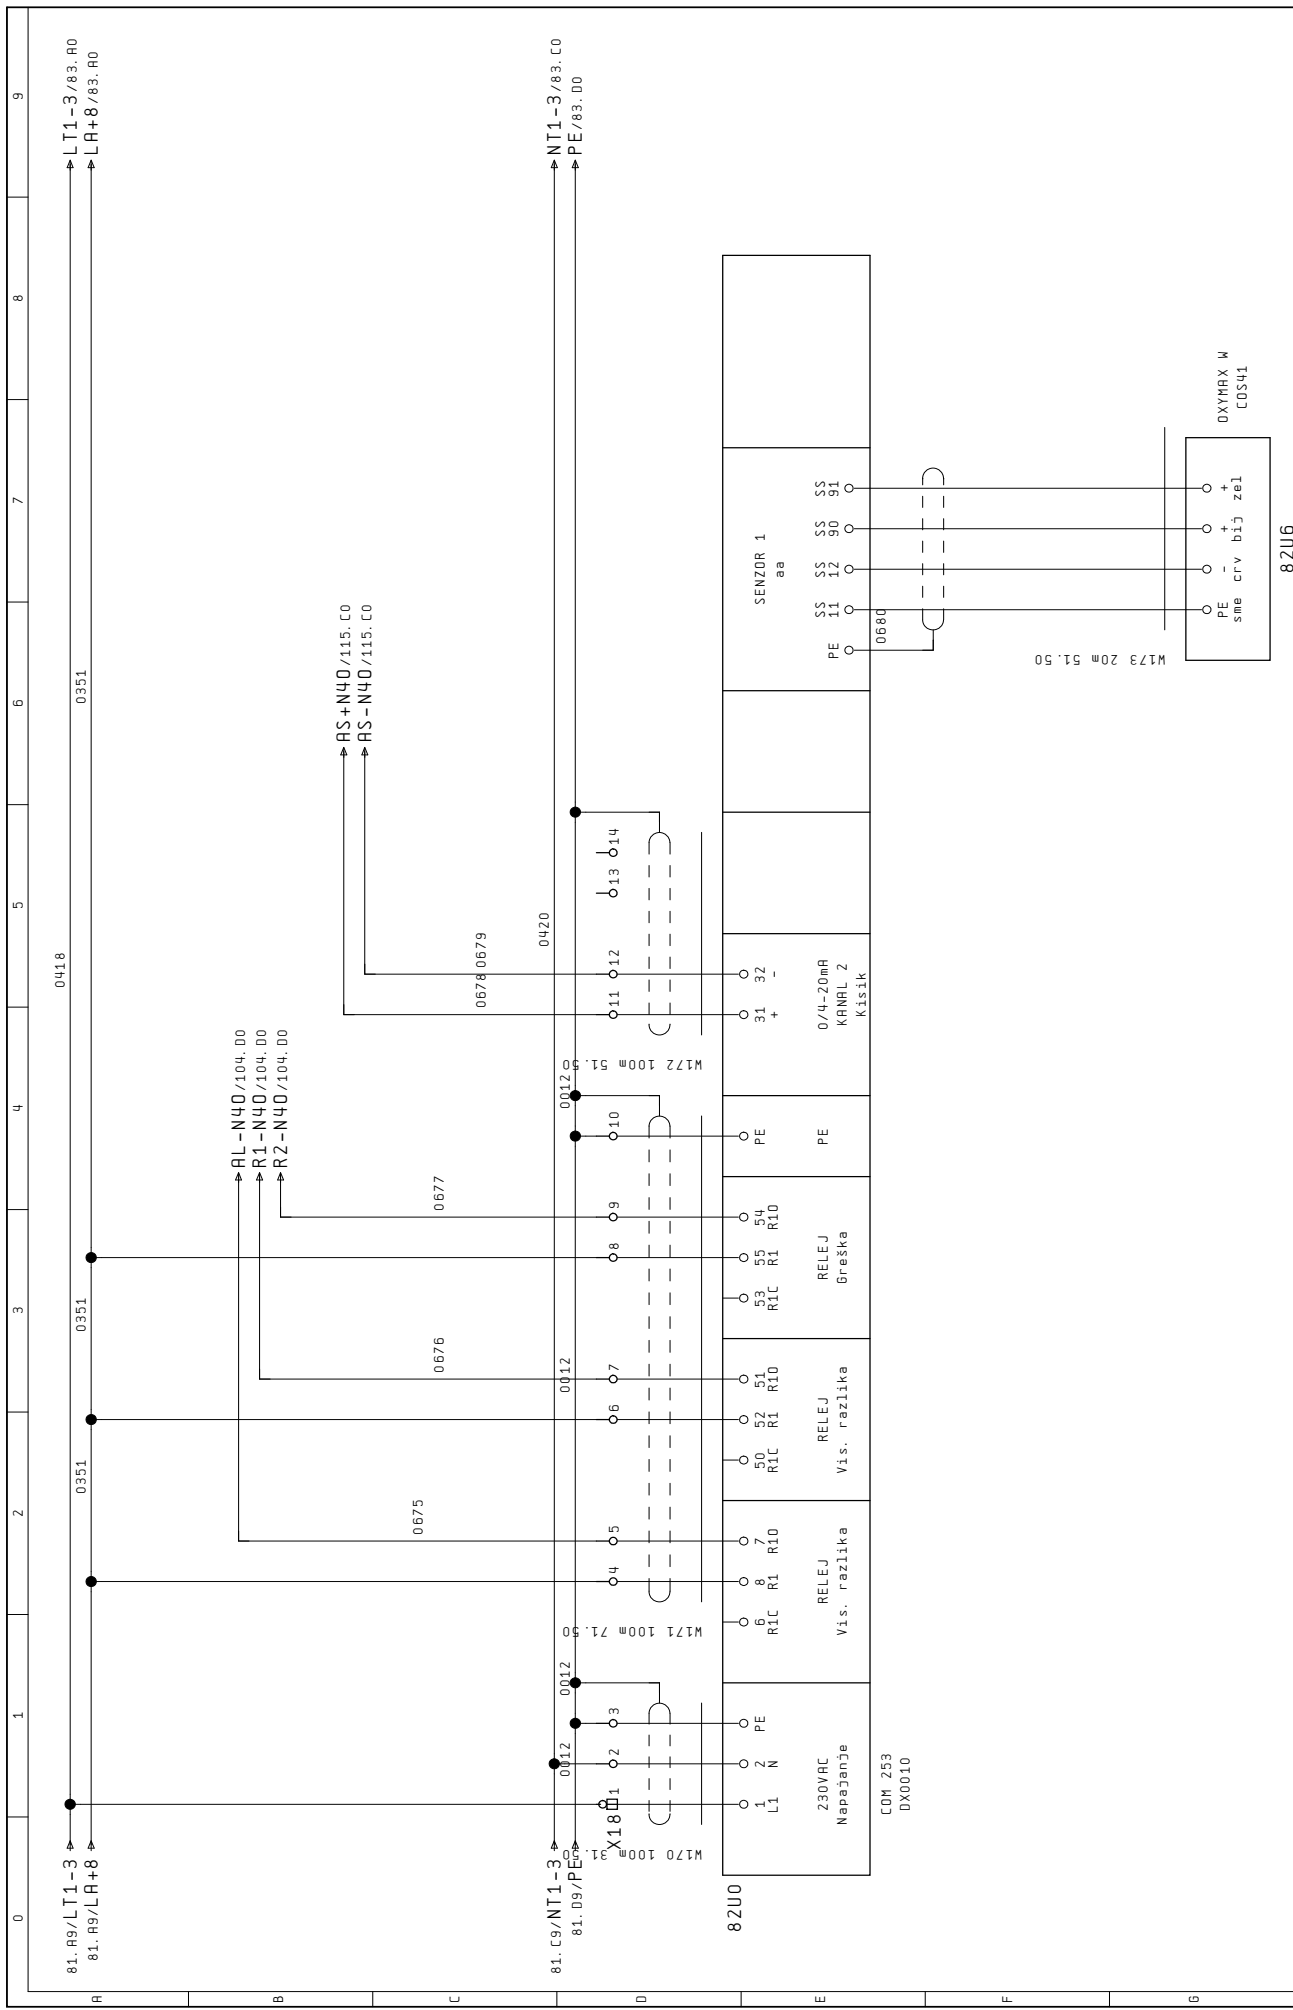 0 1 2 3 4 5 6 7 8 9
A
B
C
D
E
F
G
81.A9/LT1-3
LT1-3/83.A0
81.A9/LA+8
LA+8/83.A0
0418
0351
0351
0351
AL-N40/104.D0
R1-N40/104.D0
R2-N40/104.D0
AS+N40/115.C0
AS-N40/115.C0
0675
0676
0677
0678
0679
0420
81.C9/NT1-3
NT1-3/83.C0
81.D9/PE
PE/83.D0
0012
0012
0012
0012
X18
1 2 3 4 5 6 7 8 9 10 11 12 13 14
W170 100m 31.50
W171 100m 71.50
W172 100m 51.50
82U0
1 2 PE 6 8 7 50 52 51 53 55 54 PE 31 32
L1 N R1C R1 R10 R1C R1 R10 R1C R1 R10 + -
230VAC
Napajanje
RELEJ
Vis. razlika
RELEJ
Vis. razlika
RELEJ
Greška
PE
0/4-20mA
KANAL 2
Kisik
SENZOR 1
aa
PE
SS
11
SS
12
SS
90
SS
91
COM 253
DX0010
0680
W173 20m 51.50
PE - + +
sme crv bij zel
OXYMAX W
COS41
82U6